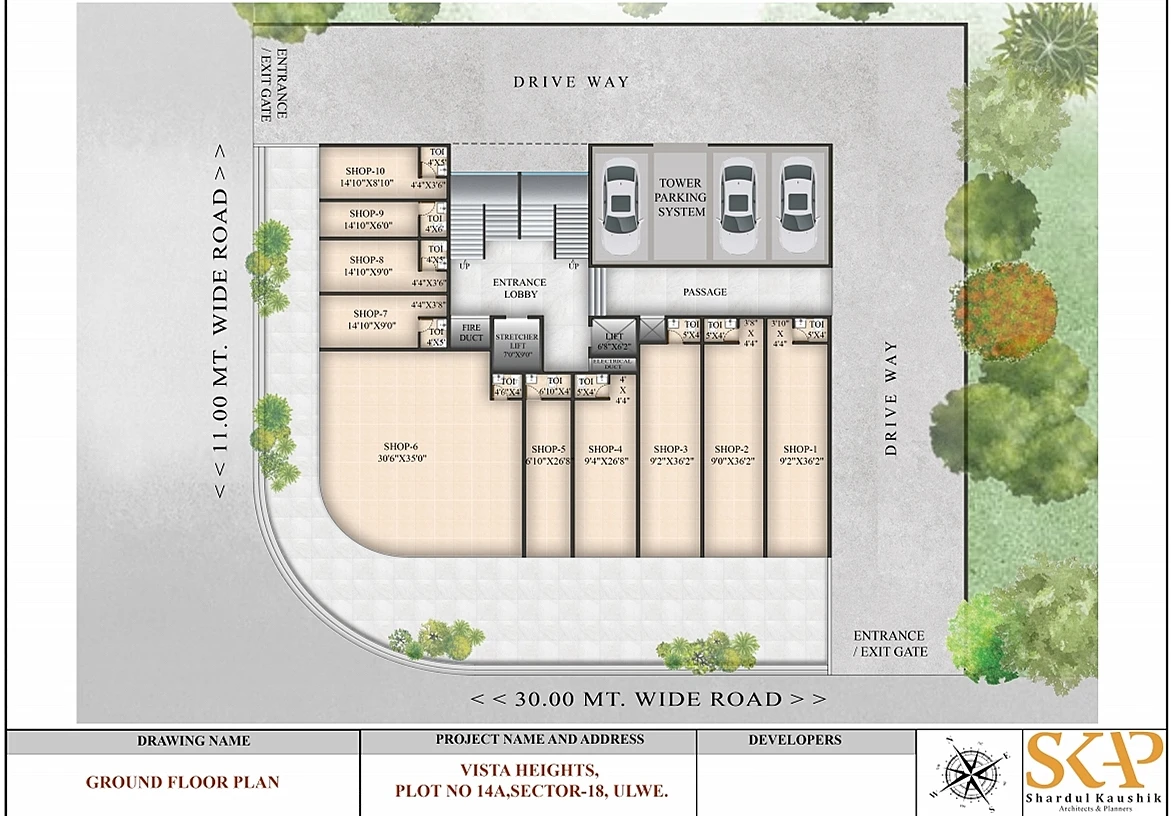 ENTRANCE
/ EXIT GATE
DRIVE WAY
<< 11.00 MT. WIDE ROAD >>
SHOP-10
14'10"X8'10"
TOI
4'X5'
4'4"X3'6"
SHOP-9
14'10"X6'0"
TOI
4'X6'
SHOP-8
14'10"X9'0"
TOI
4'X5'
4'4"X3'6"
SHOP-7
14'10"X9'0"
4'4"X3'8"
TOI
4'X5'
UP
UP
ENTRANCE
LOBBY
TOWER
PARKING
SYSTEM
PASSAGE
FIRE
DUCT
STRETCHER
LIFT
7'0"X9'0"
LIFT
6'8"X6'2"
ELECTRICAL
DUCT
TOI
5'X4'
TOI
5'X4'
3'8"
X
4'4"
3'10"
X
4'4"
TOI
5'X4'
TOI
4'6"X4'
TOI
6'10"X4'
TOI
5'X4'
4'
X
4'4"
SHOP-6
30'6"X35'0"
SHOP-5
6'10"X26'8"
SHOP-4
9'4"X26'8"
SHOP-3
9'2"X36'2"
SHOP-2
9'0"X36'2"
SHOP-1
9'2"X36'2"
DRIVE WAY
ENTRANCE
/ EXIT GATE
<< 30.00 MT. WIDE ROAD >>
DRAWING NAME
GROUND FLOOR PLAN
PROJECT NAME AND ADDRESS
VISTA HEIGHTS,
PLOT NO 14A,SECTOR-18, ULWE.
DEVELOPERS
N
E
W
S
SKAP
Shardul Kaushik
Architects & Planners